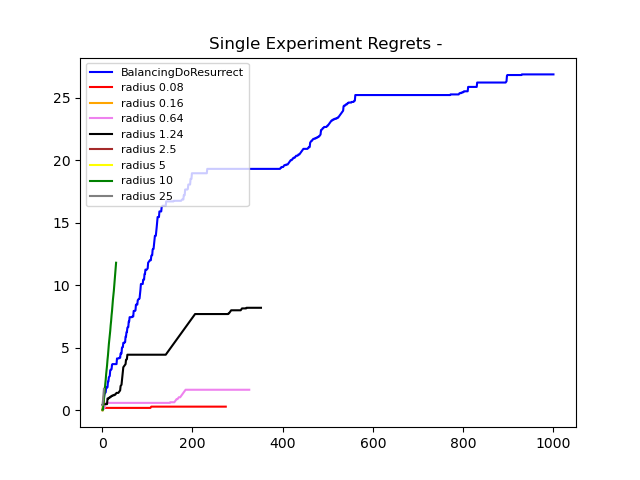 Single Experiment Regrets -
BalancingDoResurrect
radius 0.08
radius 0.16
radius 0.64
radius 1.24
radius 2.5
radius 5
radius 10
radius 25
25
20
15
10
5
0
0 200 400 600 800 1000